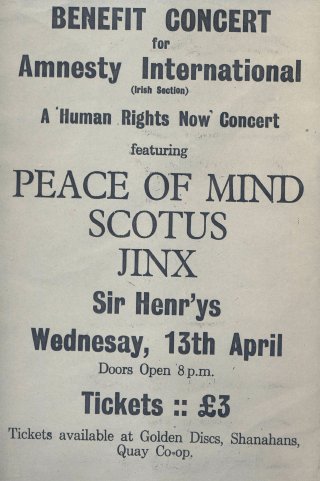 BENEFIT CONCERT
for
Amnesty International
(Irish Section)
A 'Human Rights Now' Concert
featuring
PEACE OF MIND
SCOTUS
JINX
Sir Henr'ys
Wednesay, 13th April
Doors Open 8 p.m.
Tickets :: £3
Tickets available at Golden Discs, Shanahans,
Quay Co-op.